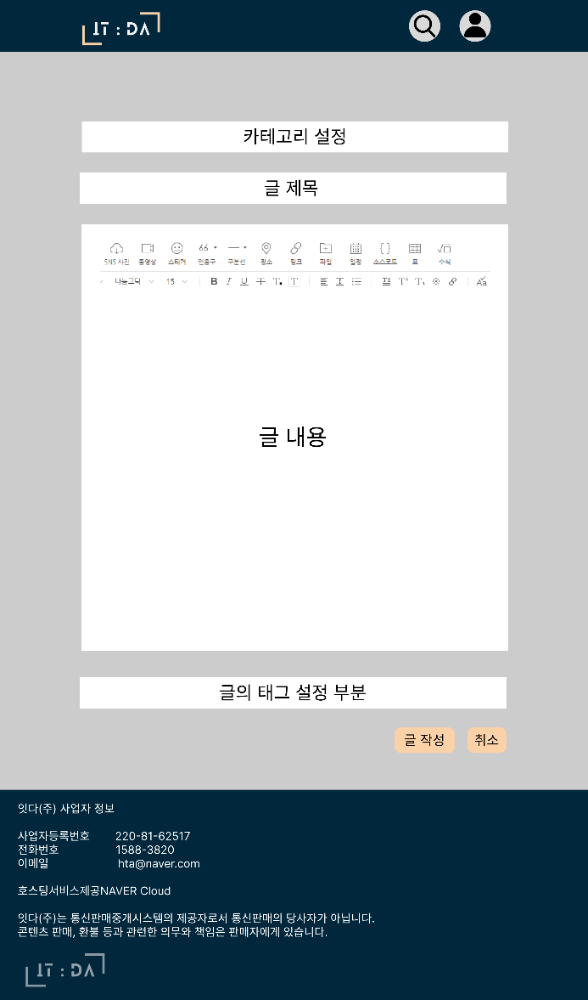 IT : DA
카테고리 설정
글 제목
SNS 사진 동영상 스티커 인용구 구분선 장소 링크 파일 일정 소스코드 표 수식
나눔고딕 15 B I U T T. T T¹ T₁ Aa
글 내용
글의 태그 설정 부분
글 작성 취소
잇다(주) 사업자 정보
사업자등록번호 220-81-62517
전화번호 1588-3820
이메일 hta@naver.com
호스팅서비스제공NAVER Cloud
잇다(주)는 통신판매중개시스템의 제공자로서 통신판매의 당사자가 아닙니다.
콘텐츠 판매, 환불 등과 관련한 의무와 책임은 판매자에게 있습니다.
IT : DA